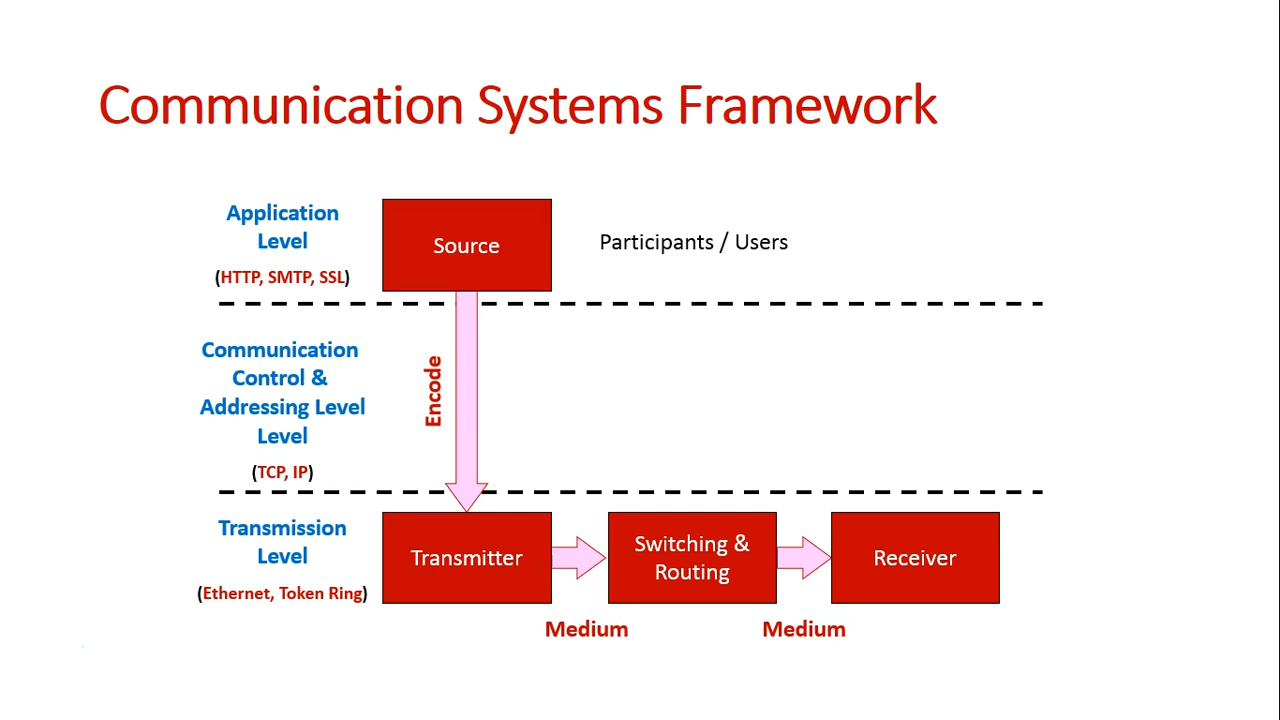 Communication Systems Framework
Application
Level
(HTTP, SMTP, SSL)
Source
Participants / Users
Communication
Control &
Addressing Level
Level
(TCP, IP)
Encode
Transmission
Level
(Ethernet, Token Ring)
Transmitter
Switching &
Routing
Receiver
Medium
Medium